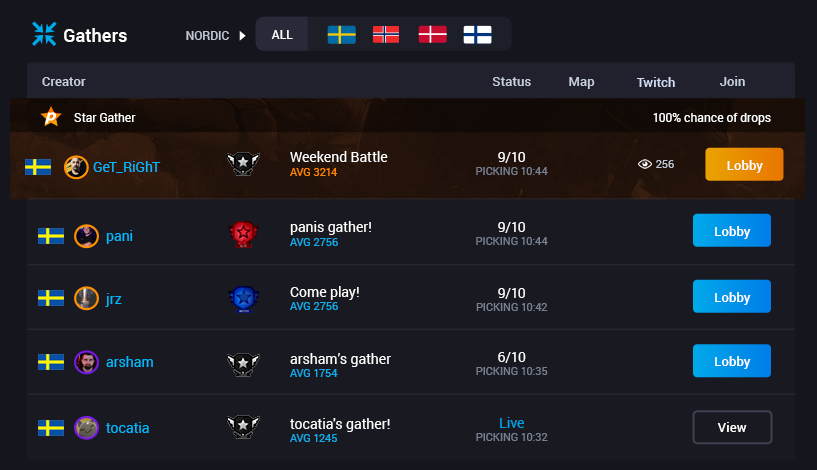 Gathers
NORDIC ALL
Creator Status Map Twitch Join
Star Gather 100% chance of drops
GeT_RiGhT Weekend Battle 9/10 256 Lobby
AVG 3214 PICKING 10:44
pani panis gather! 9/10 Lobby
AVG 2756 PICKING 10:44
jrz Come play! 9/10 Lobby
AVG 2756 PICKING 10:42
arsham arsham's gather 6/10 Lobby
AVG 1754 PICKING 10:35
tocatia tocatia's gather! Live View
AVG 1245 PICKING 10:32